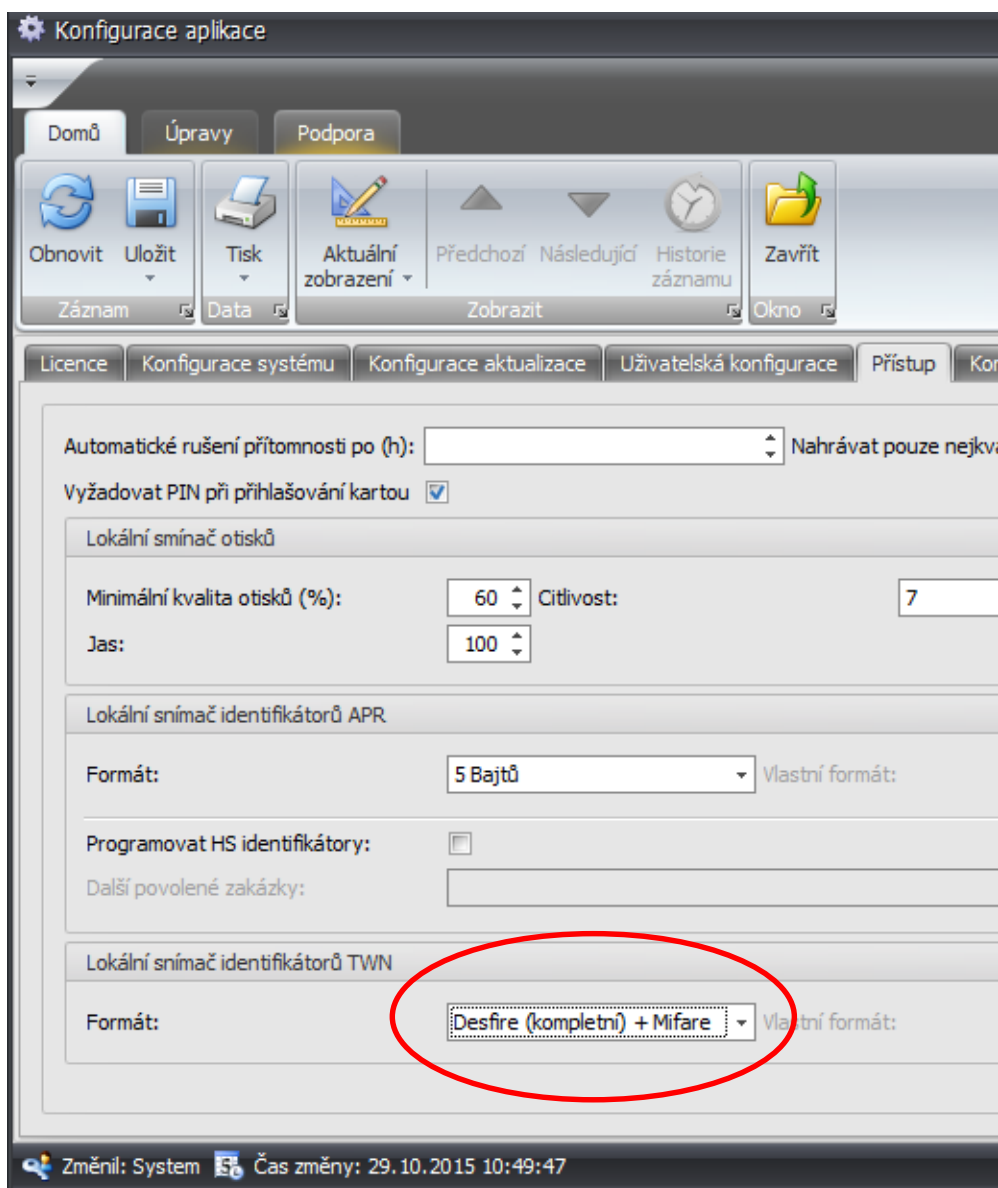 Konfigurace aplikace
Domů Úpravy Podpora
Obnovit Uložit Tisk Aktuální zobrazení Předchozí Následující Historie záznamu Zavřít
Záznam Data Zobrazit Okno
Licence Konfigurace systému Konfigurace aktualizace Uživatelská konfigurace Přístup
Automatické rušení přítomnosti po (h): Nahrávat pouze
Vyžadovat PIN při přihlašování kartou
Lokální smínač otisků
Minimální kvalita otisků (%): 60 Citlivost: 7
Jas: 100
Lokální snímač identifikátorů APR
Formát: 5 Bajtů Vlastní formát:
Programovat HS identifikátory:
Další povolené zakázky:
Lokální snímač identifikátorů TWN
Formát: Desfire (kompletní) + Mifare Vlastní formát:
Změnil: System Čas změny: 29.10.2015 10:49:47